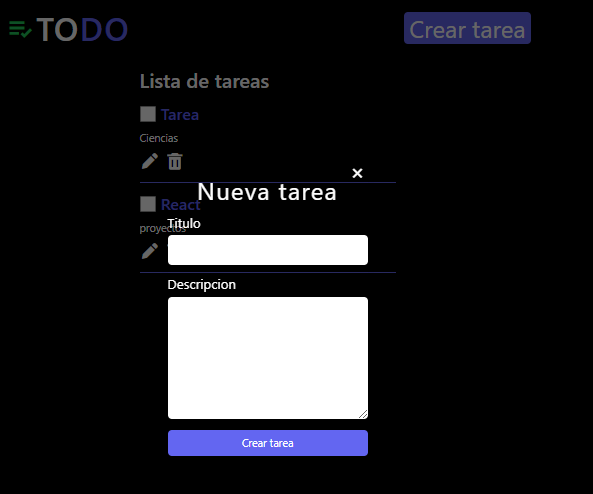 TODO
Crear tarea
Lista de tareas
Tarea
Ciencias
×
Nueva tarea
React
proyectos
Titulo
Descripcion
Crear tarea